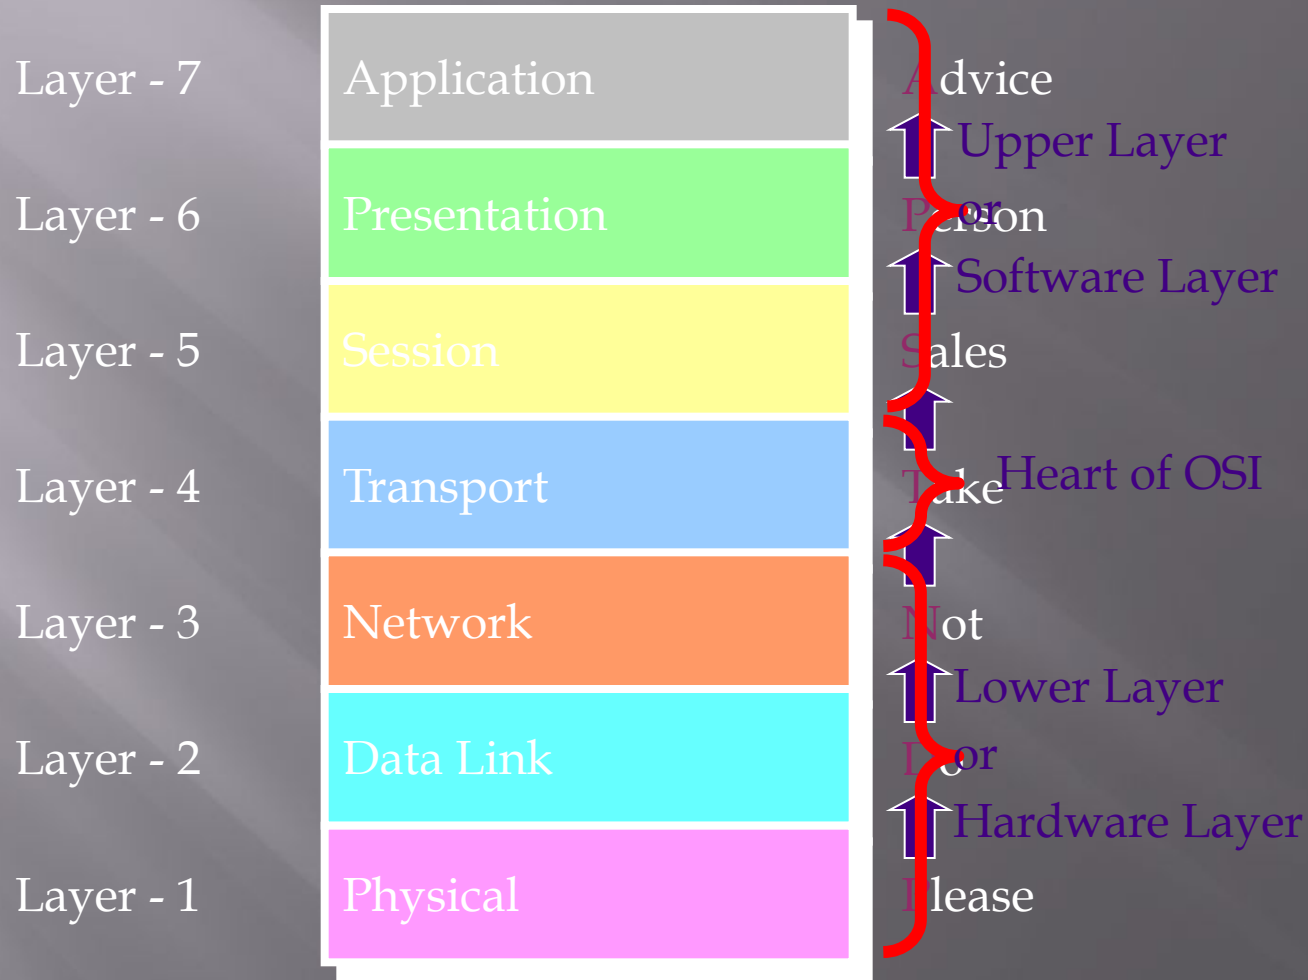 Layer - 7 Application Advice
Upper Layer
Layer - 6 Presentation Person
or
Software Layer
Layer - 5 Session Sales
Layer - 4 Transport Take
Heart of OSI
Layer - 3 Network Not
Lower Layer
Layer - 2 Data Link Do
or
Hardware Layer
Layer - 1 Physical Please